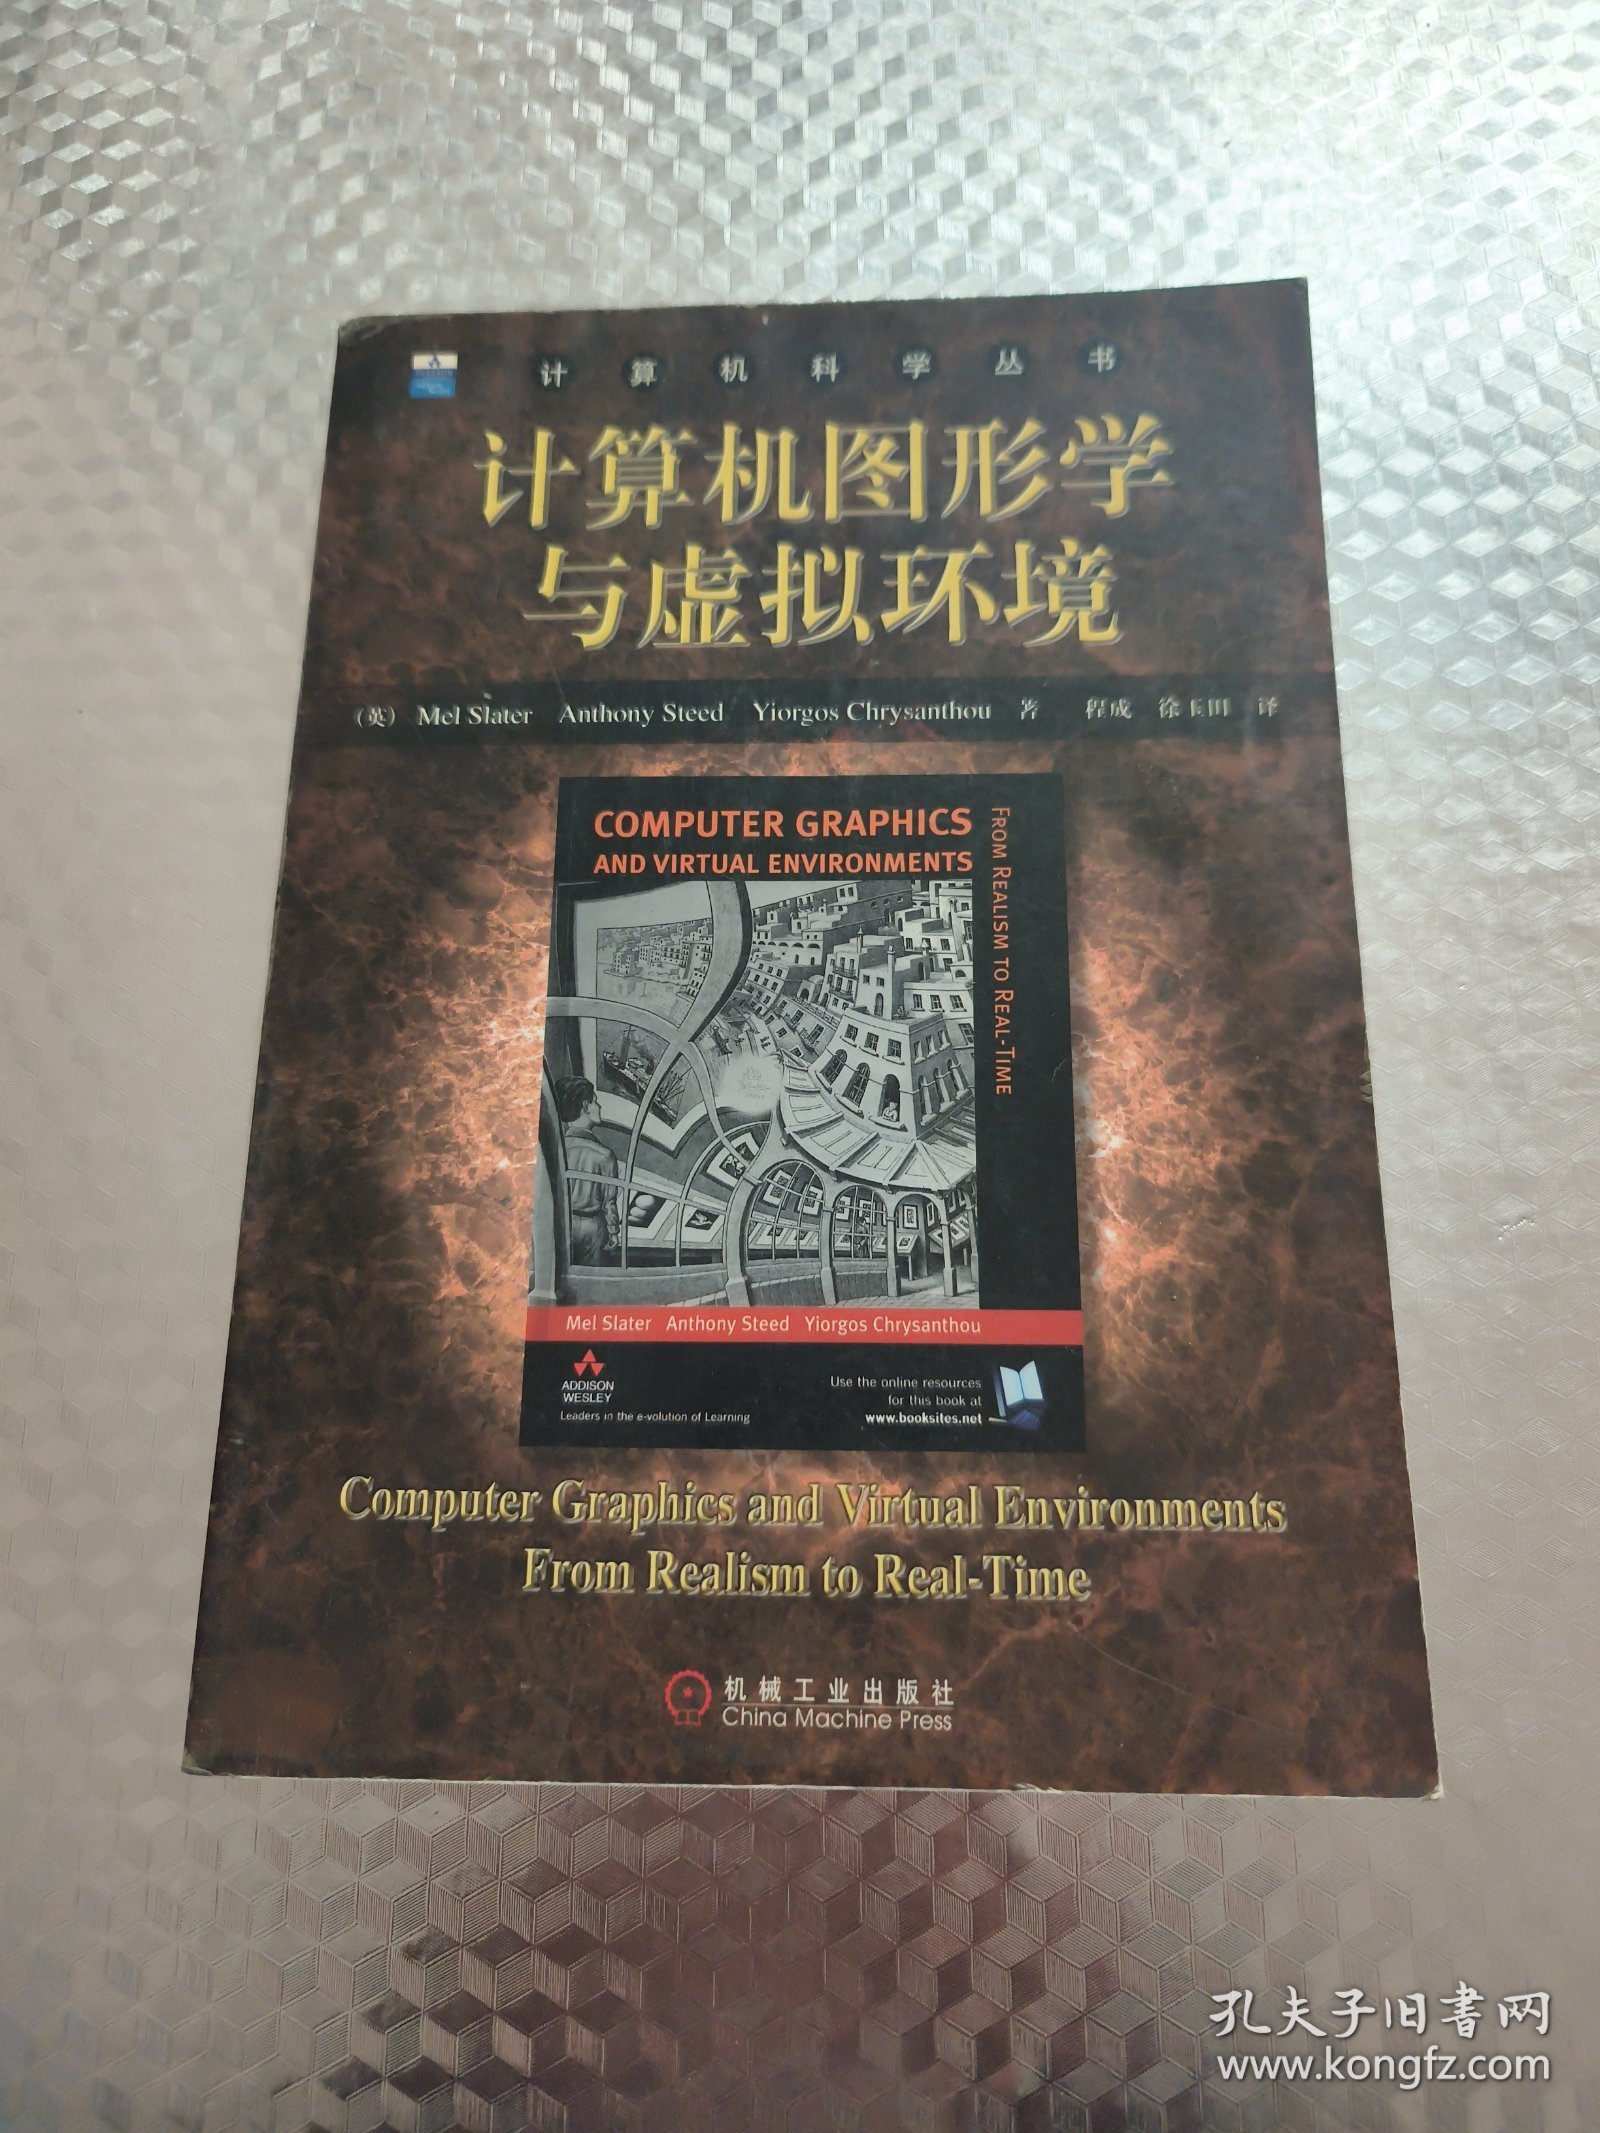 计算机科学丛书
计算机图形学
与虚拟环境
（英） Mel Slater Anthony Steed Yiorgos Chrysanthou 著 程成 徐玉田 译
COMPUTER GRAPHICS
AND VIRTUAL ENVIRONMENTS
FROM REALISM TO REAL-TIME
Mel Slater Anthony Steed Yiorgos Chrysanthou
ADDISON
WESLEY
Leaders in the e-volution of Learning
Use the online resources
for this book at
www.booksites.net
Computer Graphics and Virtual Environments
From Realism to Real-Time
机械工业出版社
China Machine Press
孔夫子旧书网
www.kongfz.com